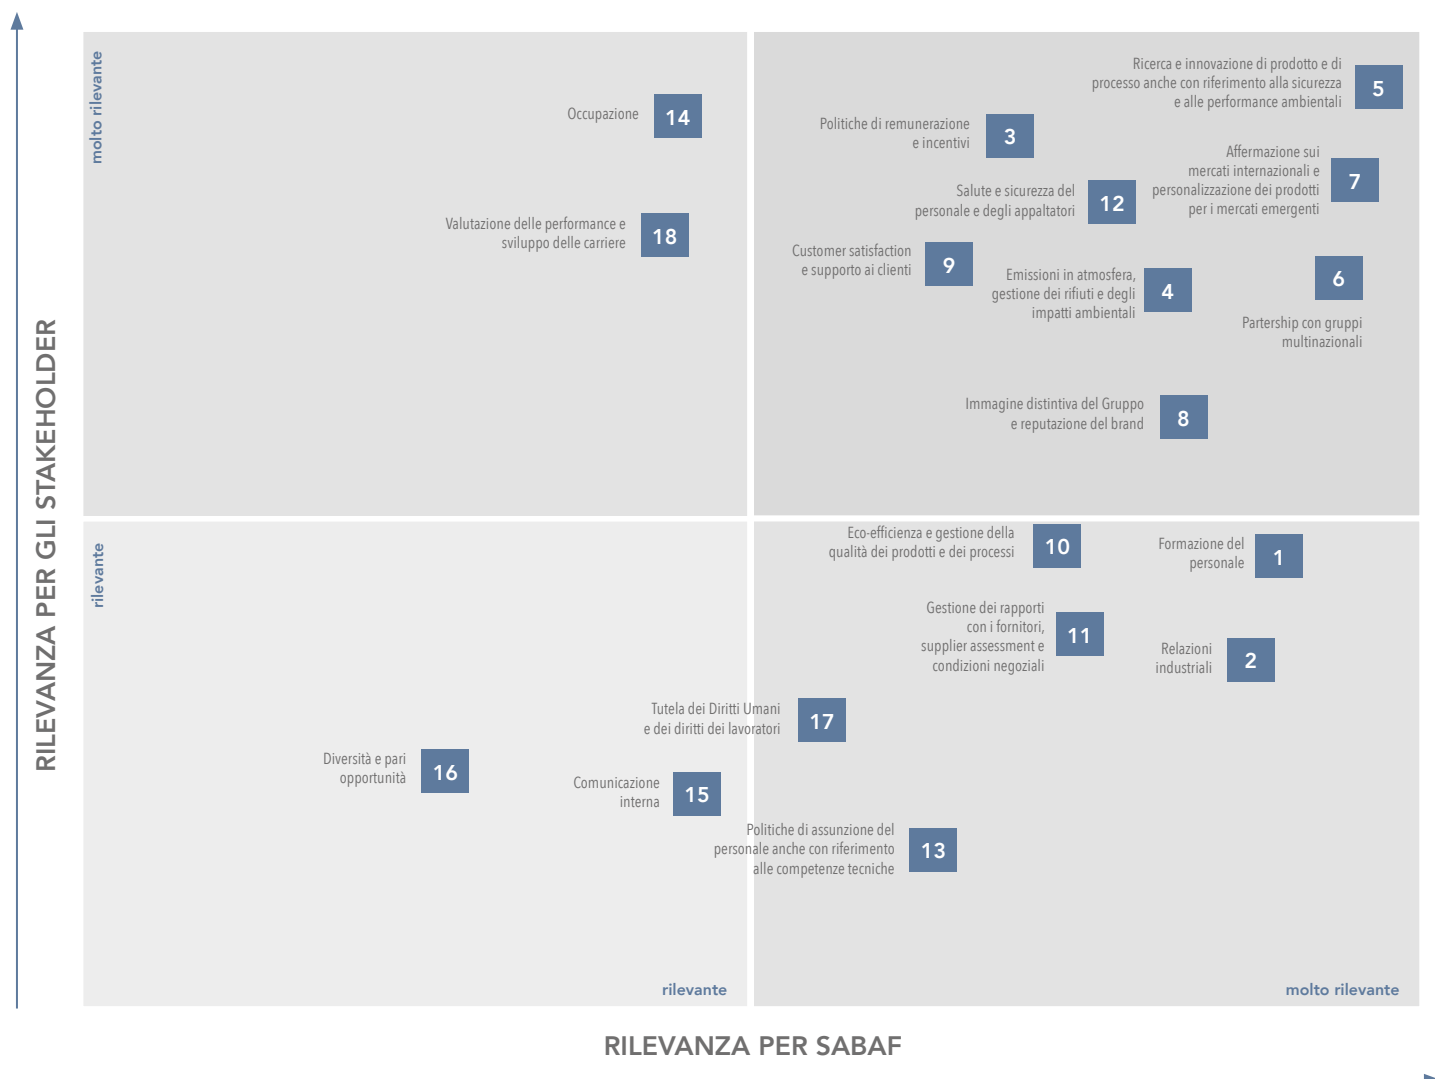 RILEVANZA PER GLI STAKEHOLDER
molto rilevante
Occupazione
14
Valutazione delle performance e
sviluppo delle carriere
18
Ricerca e innovazione di prodotto e di
processo anche con riferimento alla sicurezza
e alle performance ambientali
5
Politiche di remunerazione
e incentivi
3
Affermazione sui
mercati internazionali e
personalizzazione dei prodotti
per i mercati emergenti
7
Salute e sicurezza del
personale e degli appaltatori
12
Customer satisfaction
e supporto ai clienti
9
Emissioni in atmosfera,
gestione dei rifiuti e degli
impatti ambientali
4
6
Partership con gruppi
multinazionali
Immagine distintiva del Gruppo
e reputazione del brand
8
rilevante
Eco-efficienza e gestione della
qualità dei prodotti e dei processi
10
Formazione del
personale
1
Gestione dei rapporti
con i fornitori,
supplier assessment e
condizioni negoziali
11
Relazioni
industriali
2
Tutela dei Diritti Umani
e dei diritti dei lavoratori
17
Diversità e pari
opportunità
16
Comunicazione
interna
15
Politiche di assunzione del
personale anche con riferimento
alle competenze tecniche
13
rilevante
molto rilevante
RILEVANZA PER SABAF